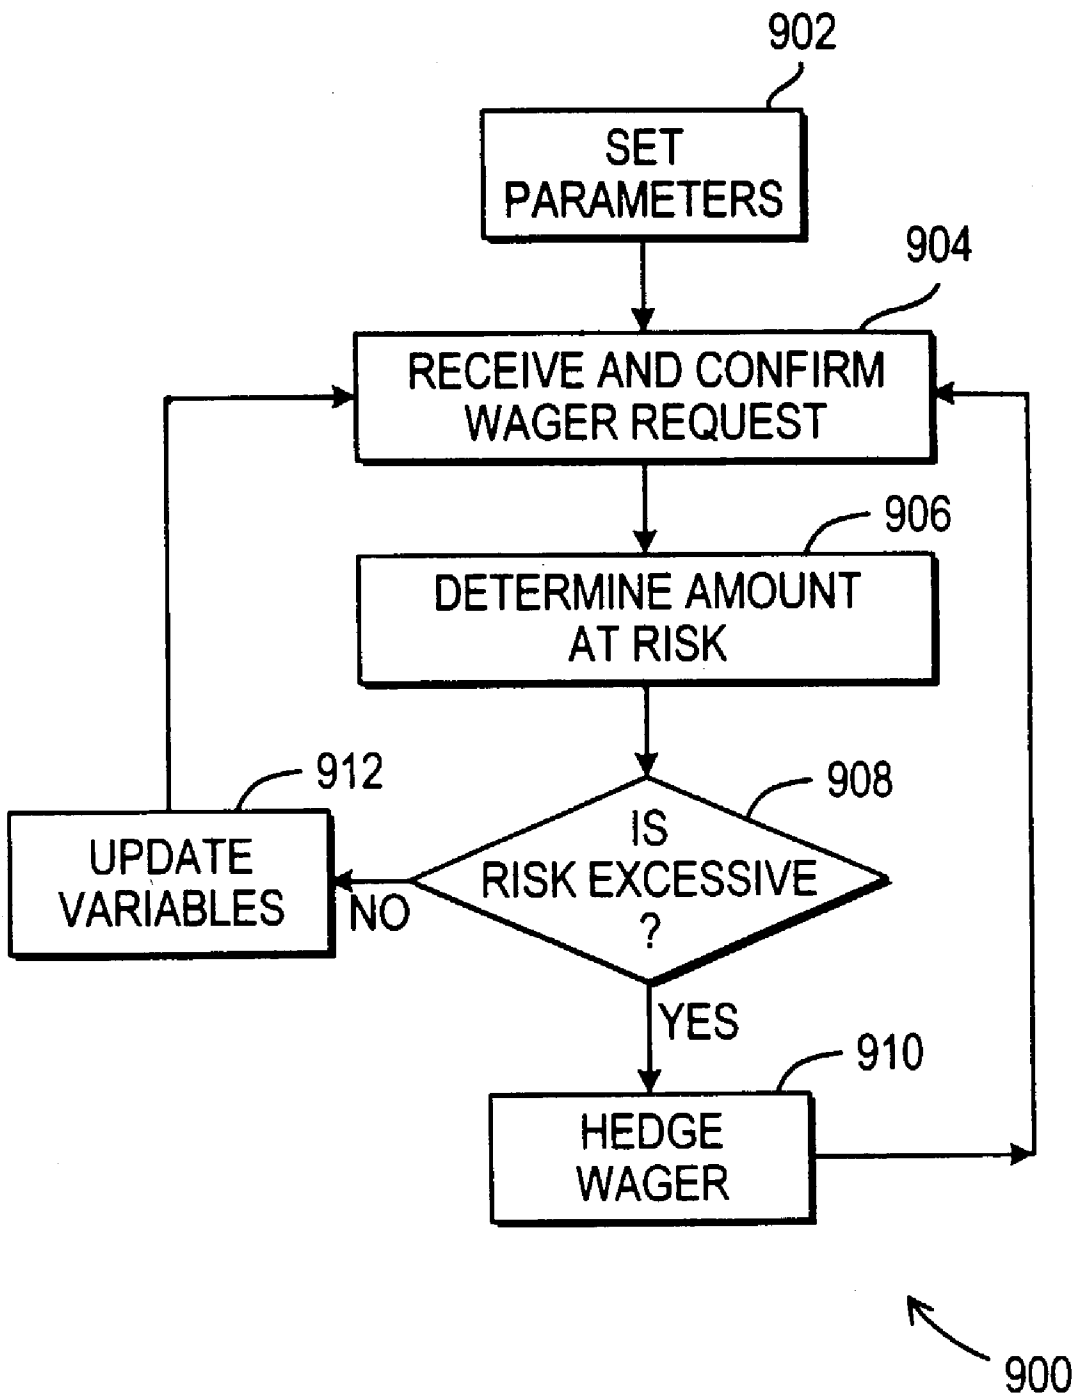 902
SET
PARAMETERS
904
RECEIVE AND CONFIRM
WAGER REQUEST
906
DETERMINE AMOUNT
AT RISK
908
IS
RISK EXCESSIVE
?
912
UPDATE
VARIABLES
NO
YES
910
HEDGE
WAGER
900